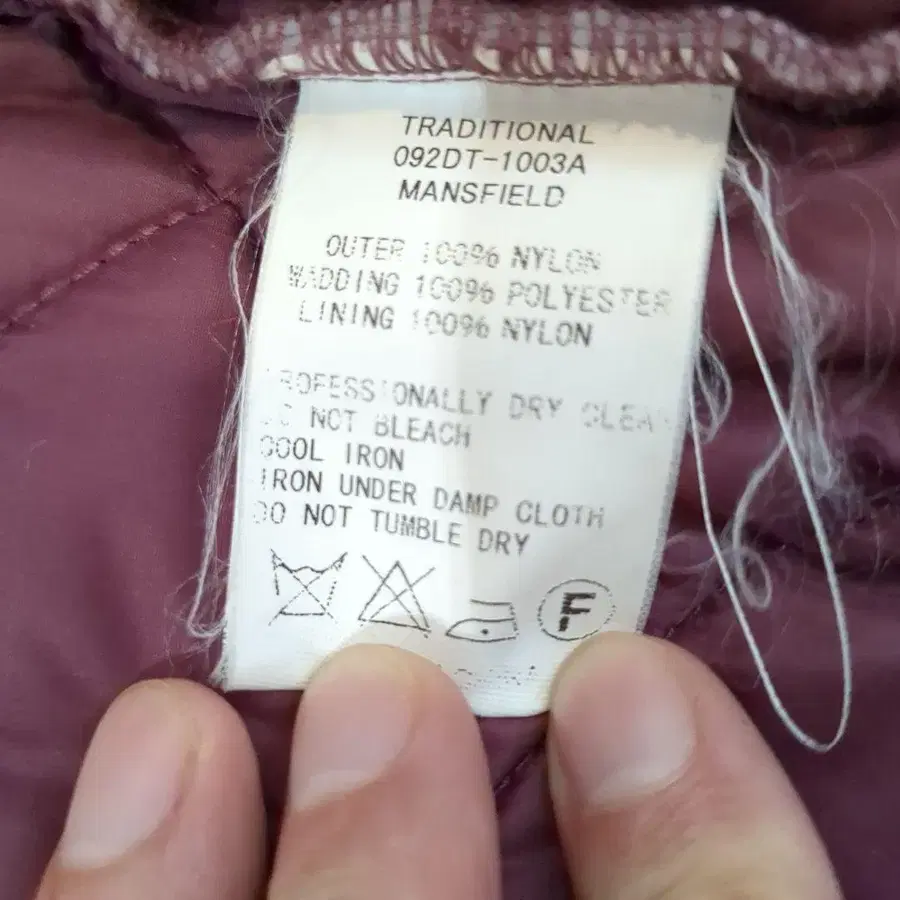 TRADITIONAL
092DT-1003A
MANSFIELD
OUTER 100% NYLON
WADDING 100% POLYESTER
LINING 100% NYLON
PROFESSIONALLY DRY CLEAN
DO NOT BLEACH
COOL IRON
IRON UNDER DAMP CLOTH
DO NOT TUMBLE DRY
F